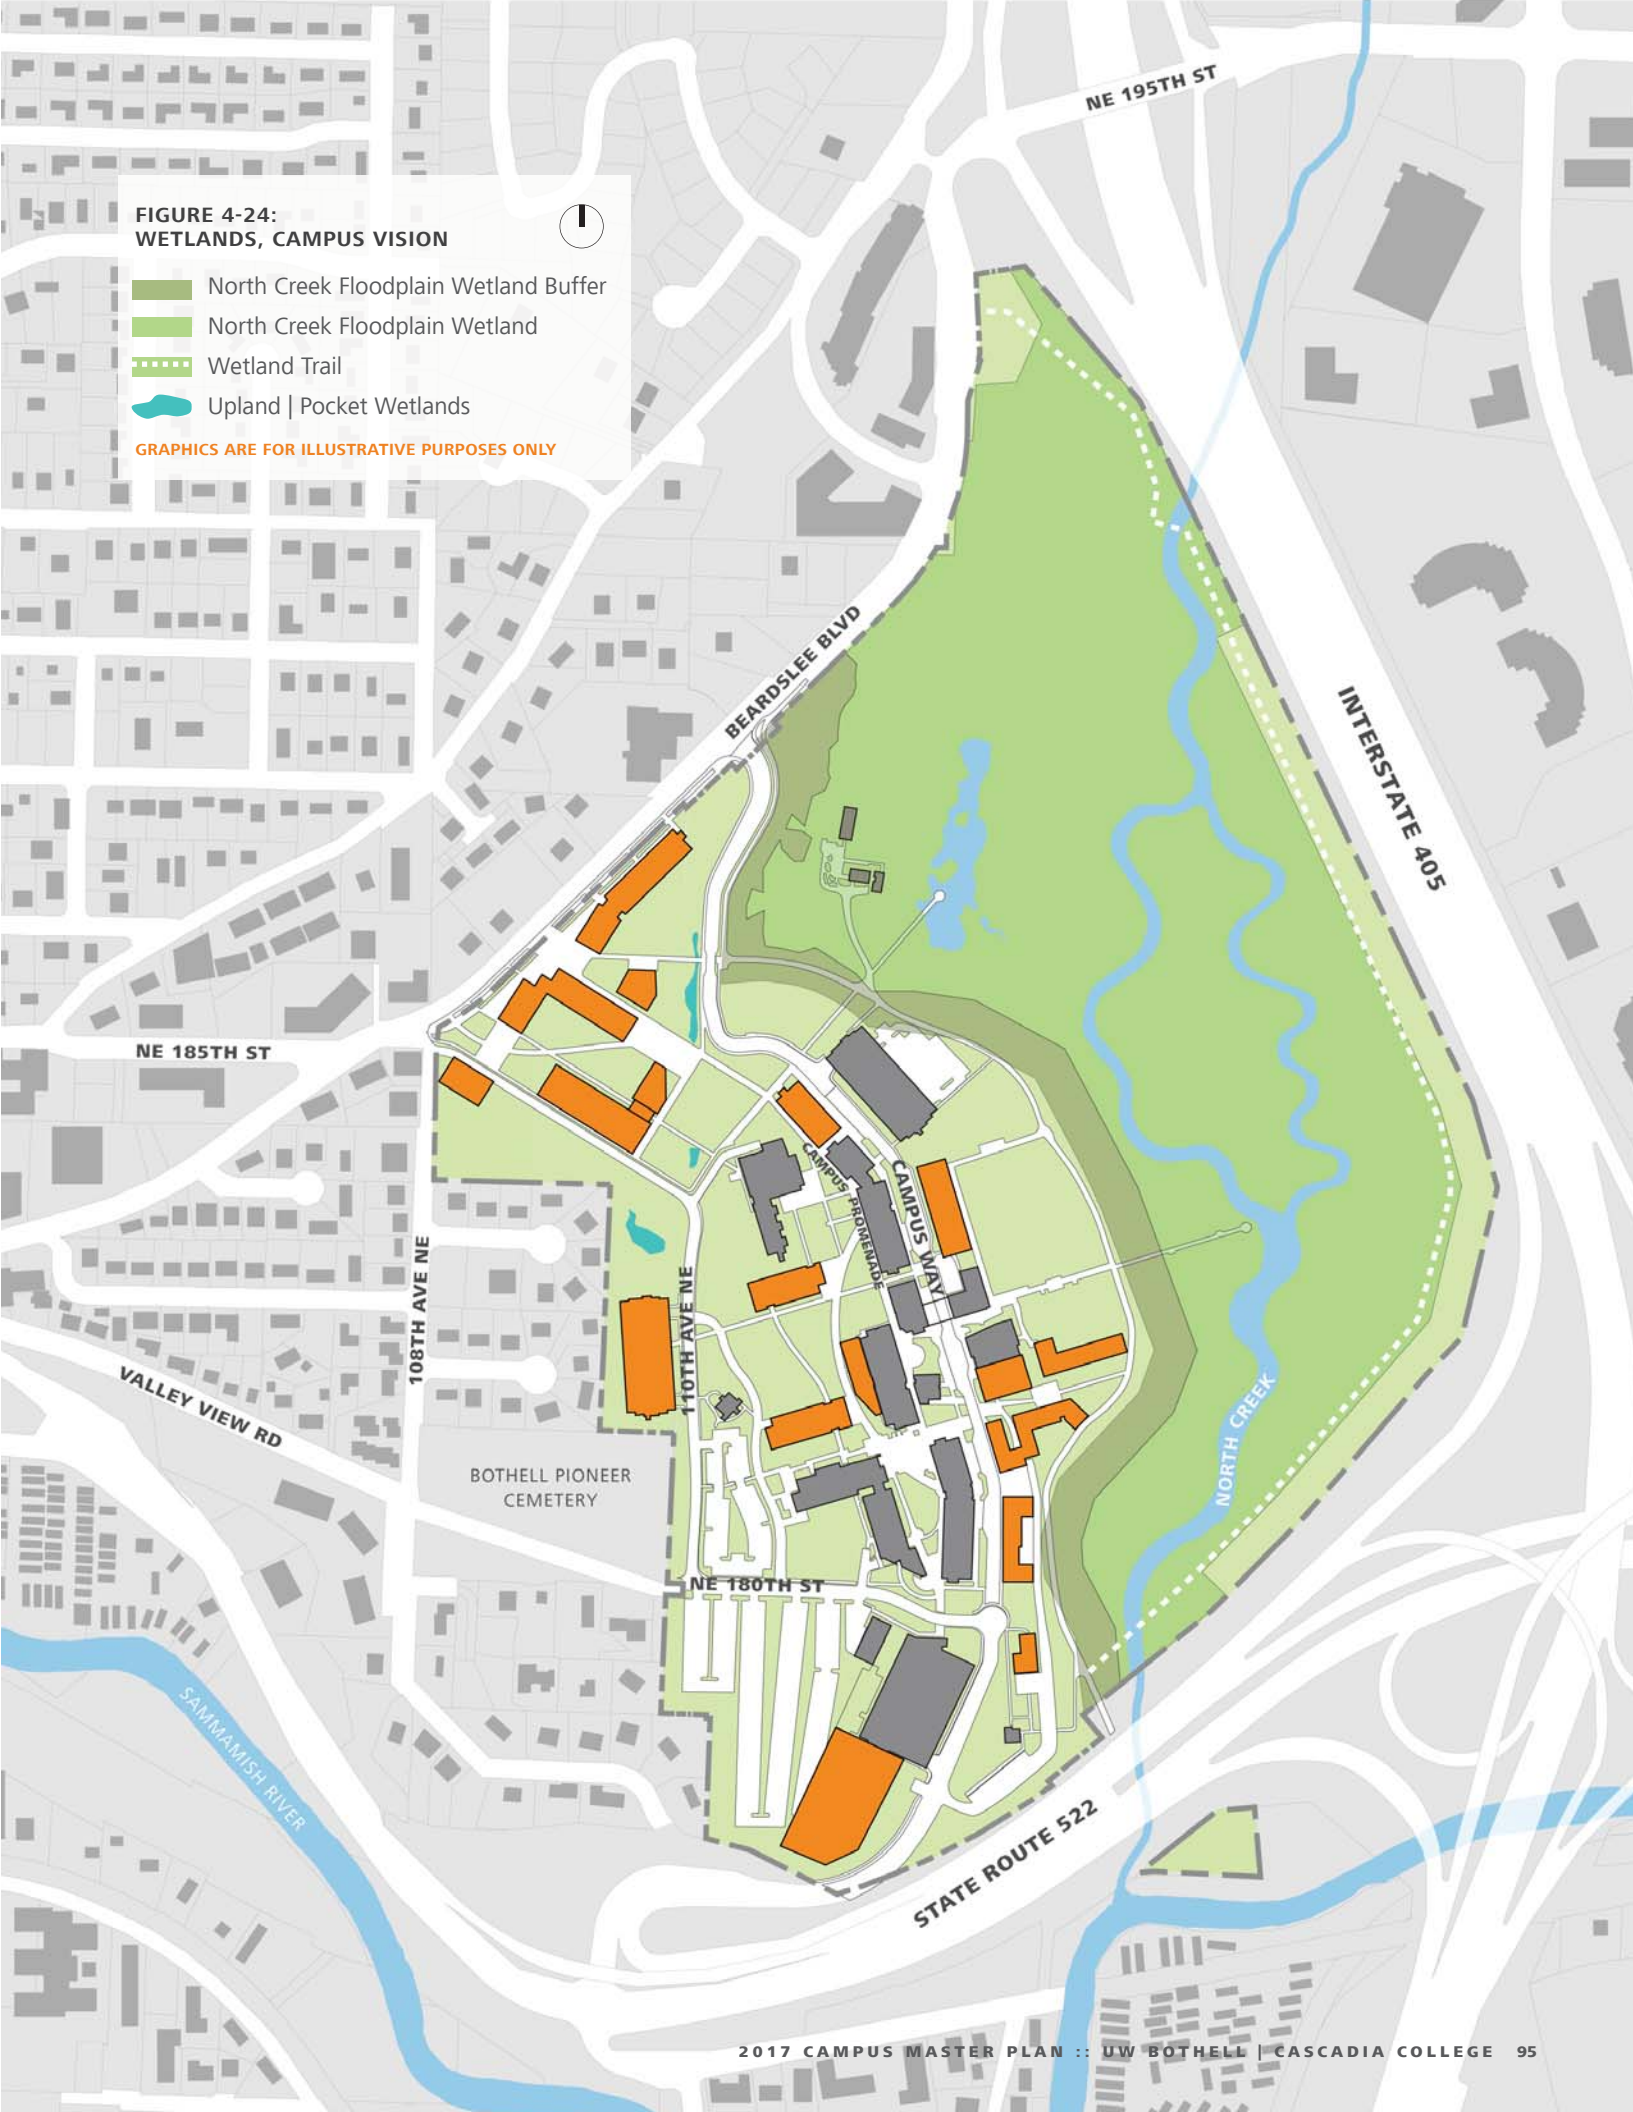 NE 195TH ST
FIGURE 4-24:
WETLANDS, CAMPUS VISION
North Creek Floodplain Wetland Buffer
North Creek Floodplain Wetland
Wetland Trail
Upland | Pocket Wetlands
GRAPHICS ARE FOR ILLUSTRATIVE PURPOSES ONLY
BEARDSLEE BLVD
INTERSTATE 405
NE 185TH ST
CAMPUS PROMENADE
CAMPUS WAY
108TH AVE NE
110TH AVE NE
VALLEY VIEW RD
NORTH CREEK
BOTHELL PIONEER
CEMETERY
NE 180TH ST
SAMMAMISH RIVER
STATE ROUTE 522
2017 CAMPUS MASTER PLAN :: UW BOTHELL | CASCADIA COLLEGE 95